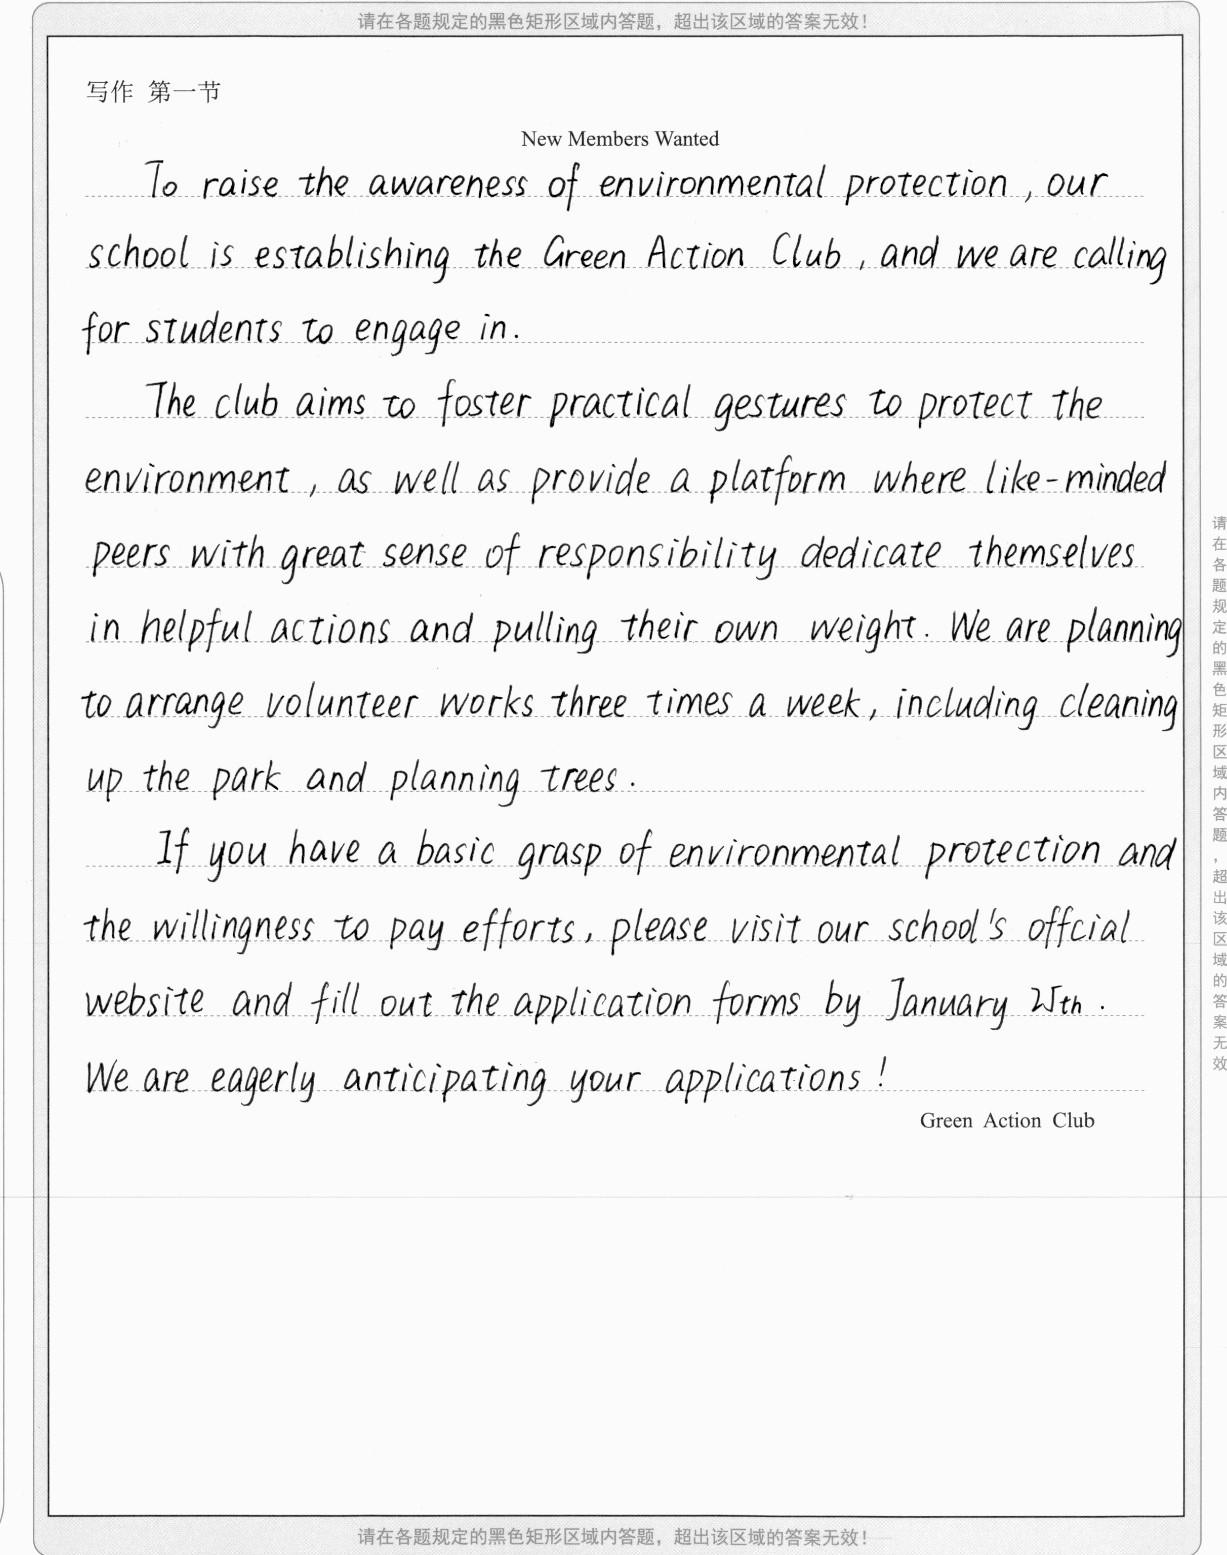 请在各题规定的黑色矩形区域内答题，超出该区域的答案无效！
写作 第一节
New Members Wanted
To raise the awareness of environmental protection , our
school is establishing the Green Action Club , and we are calling
for students to engage in.
The club aims to foster practical gestures to protect the
environment , as well as provide a platform where like-minded
peers with great sense of responsibility dedicate themselves
in helpful actions and pulling their own weight. We are planning
to arrange volunteer works three times a week, including cleaning
up the park and planning trees.
If you have a basic grasp of environmental protection and
the willingness to pay efforts, please visit our school's offcial
website and fill out the application forms by January 25th.
We are eagerly anticipating your applications!
Green Action Club
请在各题规定的黑色矩形区域内答题，超出该区域的答案无效！
请在各题规定的黑色矩形区域内答题，超出该区域的答案无效